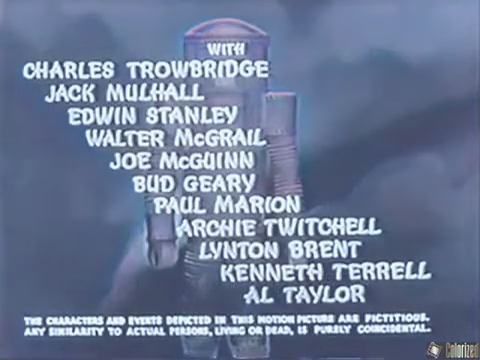 WITH
CHARLES TROWBRIDGE
JACK MULHALL
EDWIN STANLEY
WALTER McGRAIL
JOE McGUINN
BUD GEARY
PAUL MARION
ARCHIE TWITCHELL
LYNTON BRENT
KENNETH TERRELL
AL TAYLOR
THE CHARACTERS AND EVENTS DEPICTED IN THIS MOTION PICTURE ARE FICTITIOUS.
ANY SIMILARITY TO ACTUAL PERSONS, LIVING OR DEAD, IS PURELY COINCIDENTAL.
Colorized